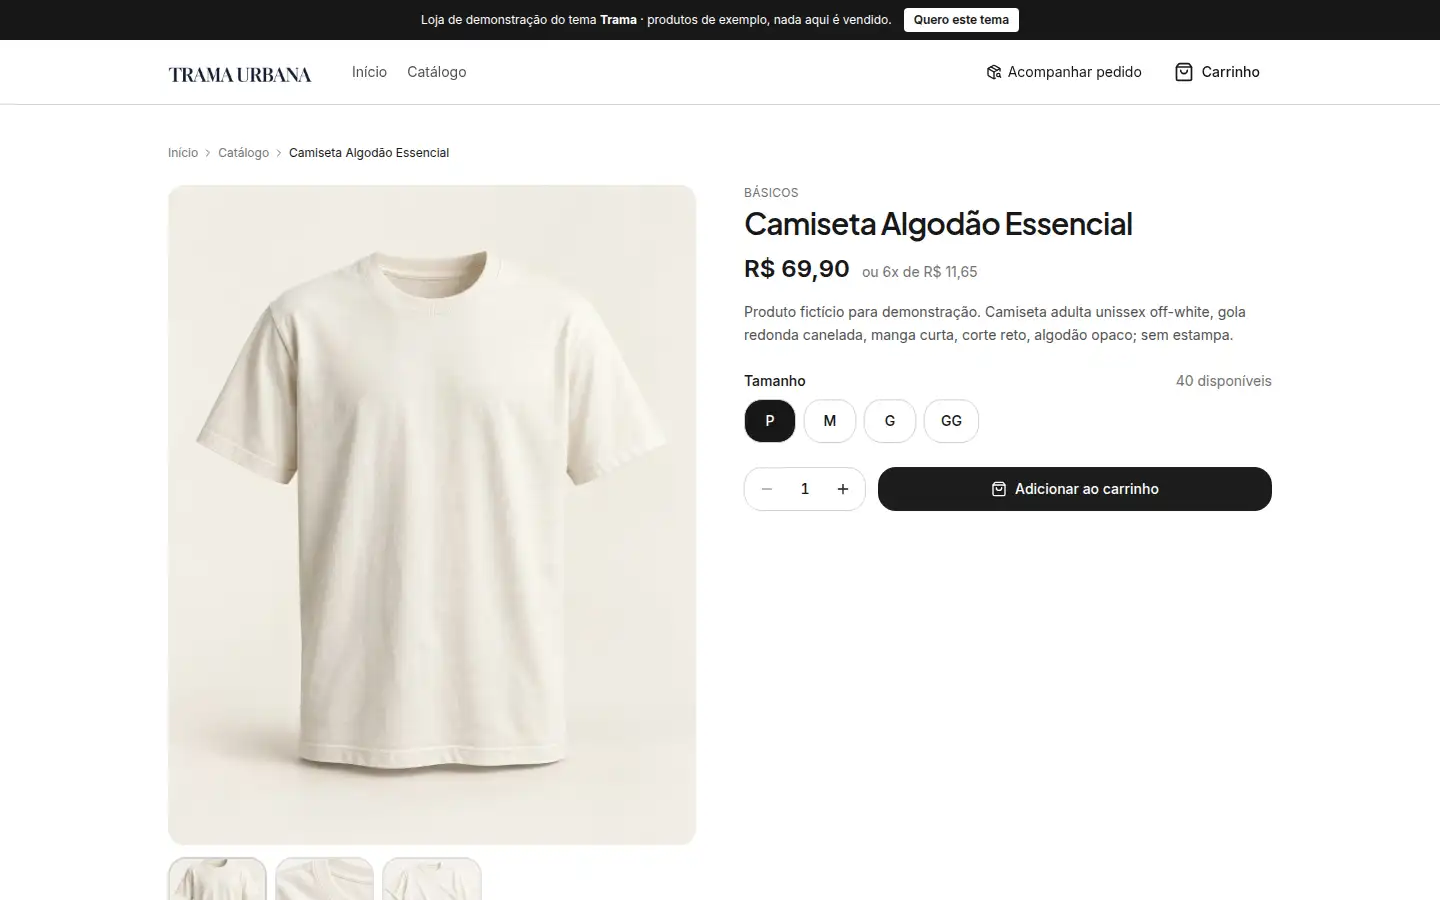 Loja de demonstração do tema Trama · produtos de exemplo, nada aqui é vendido. Quero este tema
TRAMA URBANA Início Catálogo Acompanhar pedido Carrinho
Início > Catálogo > Camiseta Algodão Essencial
BÁSICOS
Camiseta Algodão Essencial
R$ 69,90 ou 6x de R$ 11,65
Produto fictício para demonstração. Camiseta adulta unissex off-white, gola
redonda canelada, manga curta, corte reto, algodão opaco; sem estampa.
Tamanho 40 disponíveis
P M G GG
− 1 + Adicionar ao carrinho